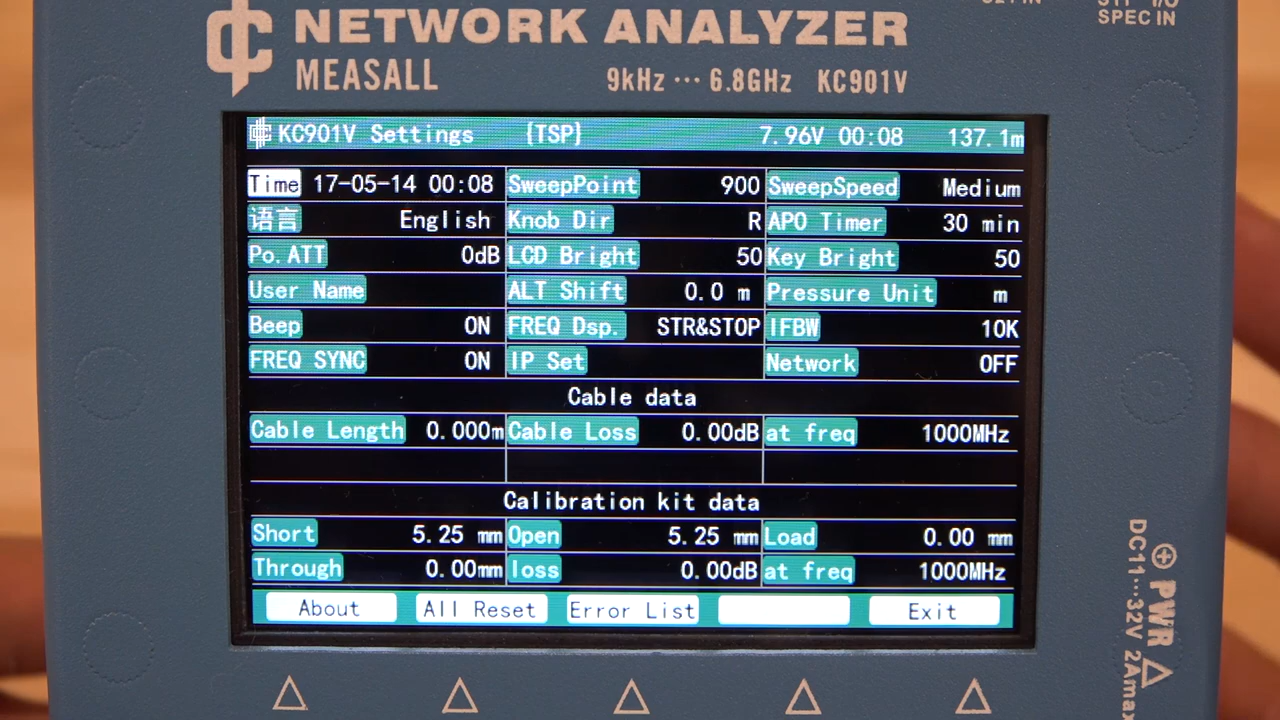 NETWORK ANALYZER
SPEC IN
MEASALL 9kHz ··· 6.8GHz KC901V
KC901V Settings [TSP] 7.96V 00:08 137.1m
Time 17-05-14 00:08 SweepPoint 900 SweepSpeed Medium
语言 English Knob Dir R APO Timer 30 min
Po.ATT 0dB LCD Bright 50 Key Bright 50
User Name ALT Shift 0.0 m Pressure Unit m
Beep ON FREQ Dsp. STR&STOP IFBW 10K
FREQ SYNC ON IP Set Network OFF
Cable data
Cable Length 0.000m Cable Loss 0.00dB at freq 1000MHz
Calibration kit data
Short 5.25 mm Open 5.25 mm Load 0.00 mm
Through 0.00mm loss 0.00dB at freq 1000MHz
About All Reset Error List Exit
PWR
DC11···32V 2Amax